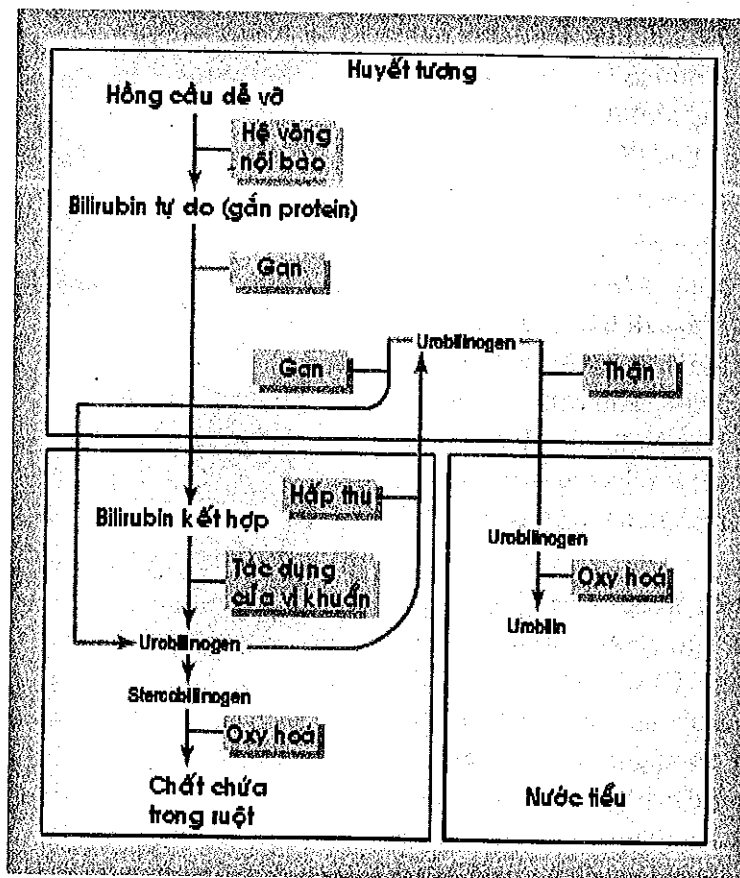 Huyết tương
Hồng cầu dễ vỡ
Hệ võng
nội bào
Bilirubin tự do (gắn protein)
Gan
Urobilinogen
Gan
Thận
Hấp thu
Bilirubin kết hợp
Tác dụng
của vi khuẩn
Urobilinogen
Stercobilinogen
Oxy hoá
Chất chứa
trong ruột
Urobilinogen
Oxy hoá
Urobilin
Nước tiểu